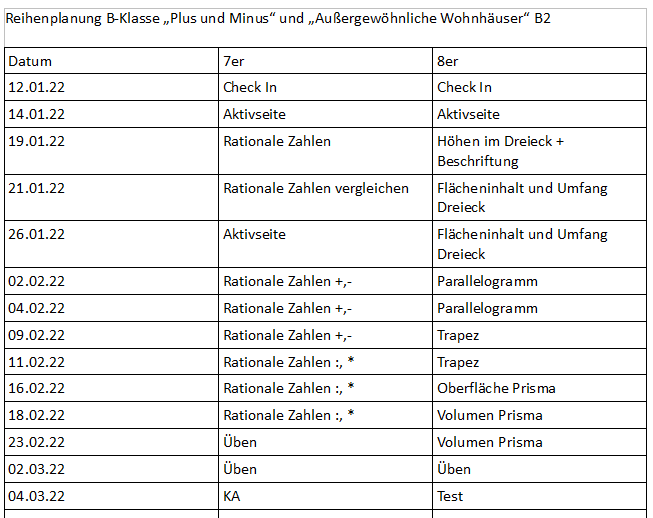 Reihenplanung B-Klasse „Plus und Minus“ und „Außergewöhnliche Wohnhäuser“ B2
Datum 7er 8er
12.01.22 Check In Check In
14.01.22 Aktivseite Aktivseite
19.01.22 Rationale Zahlen Höhen im Dreieck +
Beschriftung
21.01.22 Rationale Zahlen vergleichen Flächeninhalt und Umfang
Dreieck
26.01.22 Aktivseite Flächeninhalt und Umfang
Dreieck
02.02.22 Rationale Zahlen +,- Parallelogramm
04.02.22 Rationale Zahlen +,- Parallelogramm
09.02.22 Rationale Zahlen +,- Trapez
11.02.22 Rationale Zahlen :, * Trapez
16.02.22 Rationale Zahlen :, * Oberfläche Prisma
18.02.22 Rationale Zahlen :, * Volumen Prisma
23.02.22 Üben Volumen Prisma
02.03.22 Üben Üben
04.03.22 KA Test